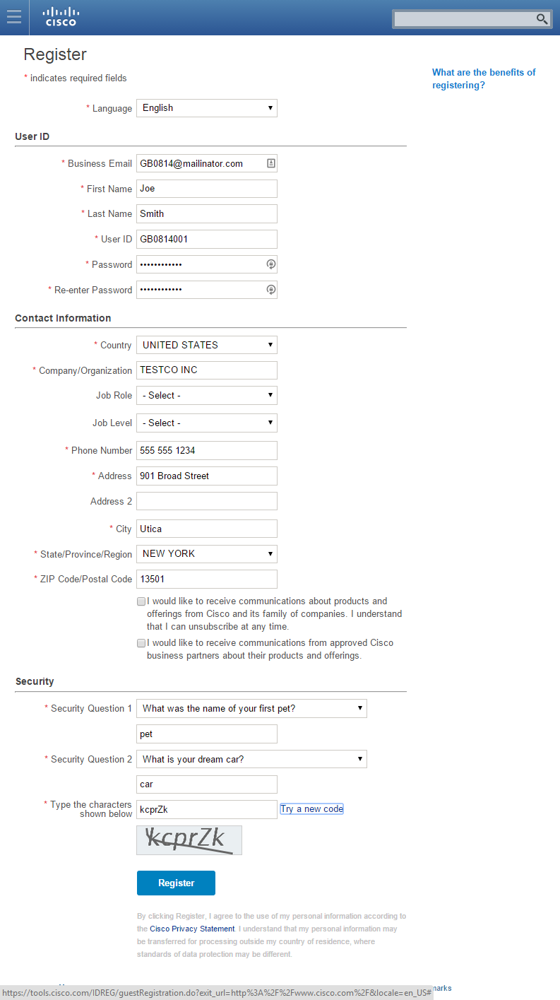 cisco
Register
* indicates required fields
What are the benefits of
registering?
* Language English
User ID
* Business Email GB0814@mailinator.com
* First Name Joe
* Last Name Smith
* User ID GB0814001
* Password ••••••••••••
* Re-enter Password ••••••••••••
Contact Information
* Country UNITED STATES
* Company/Organization TESTCO INC
Job Role - Select -
Job Level - Select -
* Phone Number 555 555 1234
* Address 901 Broad Street
Address 2
* City Utica
* State/Province/Region NEW YORK
* ZIP Code/Postal Code 13501
I would like to receive communications about products and
offerings from Cisco and its family of companies. I understand
that I can unsubscribe at any time.
I would like to receive communications from approved Cisco
business partners about their products and offerings.
Security
* Security Question 1 What was the name of your first pet?
pet
* Security Question 2 What is your dream car?
car
* Type the characters
shown below kcprZk Try a new code
kcprZk
Register
By clicking Register, I agree to the use of my personal information according to
the Cisco Privacy Statement. I understand that my personal information may
be transferred for processing outside my country of residence, where
standards of data protection may be different.
marks
https://tools.cisco.com/IDREG/guestRegistration.do?exit_url=http%3A%2F%2Fwww.cisco.com%2F&locale=en_US#